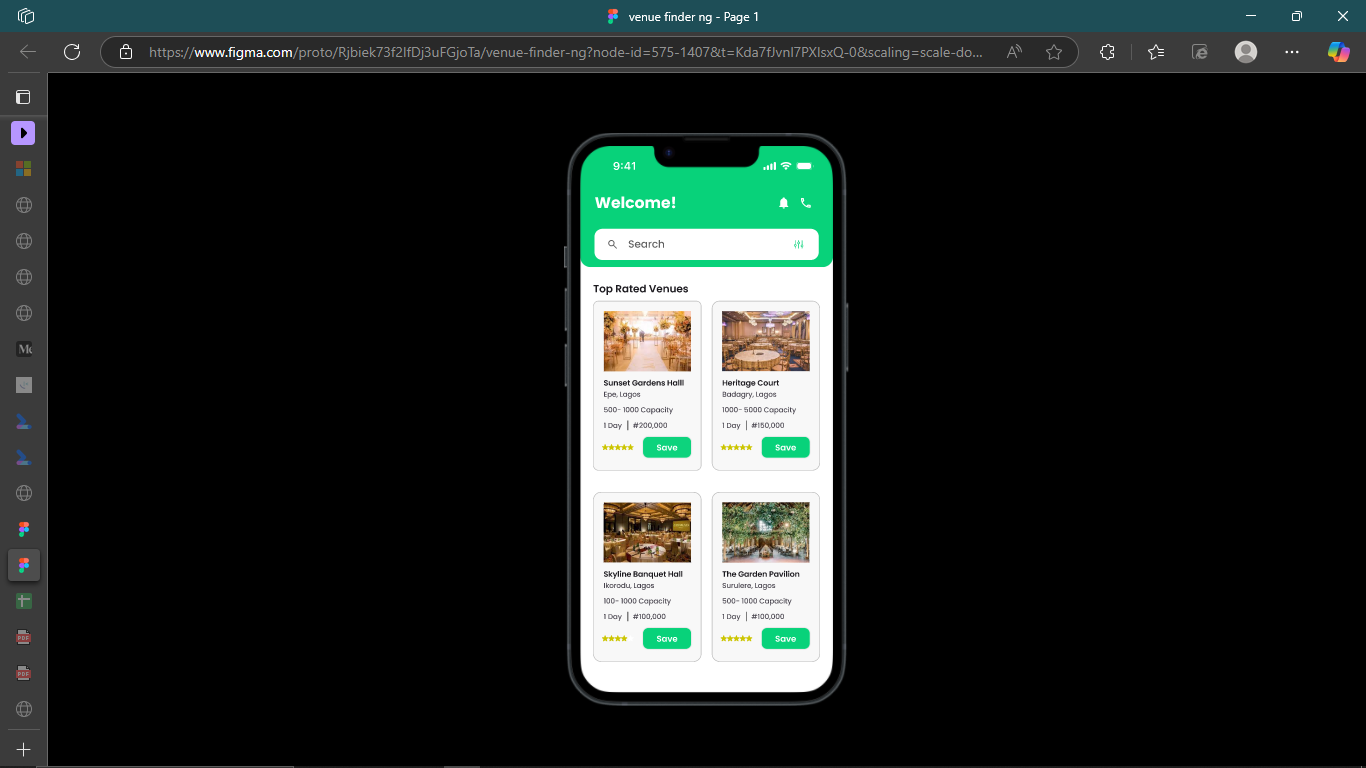 venue finder ng - Page 1
https://www.figma.com/proto/Rjbiek73f2IfDj3uFGjoTa/venue-finder-ng?node-id=575-1407&t=Kda7fJvnI7PXIsxQ-0&scaling=scale-do...
9:41
Welcome!
Search
Top Rated Venues
Sunset Gardens Halll
Epe, Lagos
500- 1000 Capacity
1 Day | #200,000
Save
Heritage Court
Badagry, Lagos
1000- 5000 Capacity
1 Day | #150,000
Save
Skyline Banquet Hall
Ikorodu, Lagos
100- 1000 Capacity
1 Day | #100,000
Save
The Garden Pavilion
Surulere, Lagos
500- 1000 Capacity
1 Day | #100,000
Save
PDF
PDF